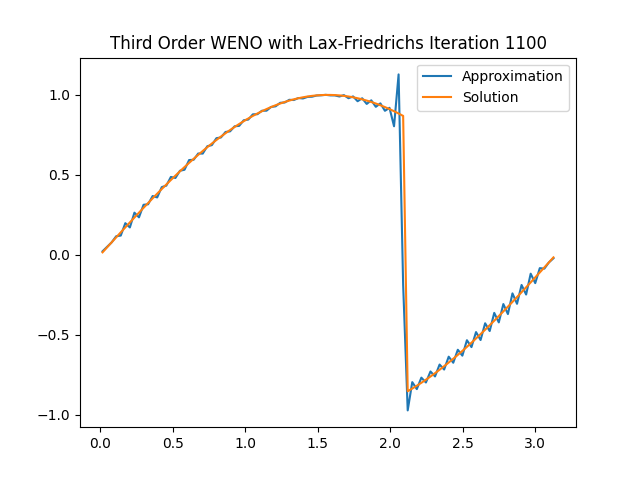 Third Order WENO with Lax-Friedrichs Iteration 1100
Approximation
Solution
1.0
0.5
0.0
−0.5
−1.0
0.0 0.5 1.0 1.5 2.0 2.5 3.0